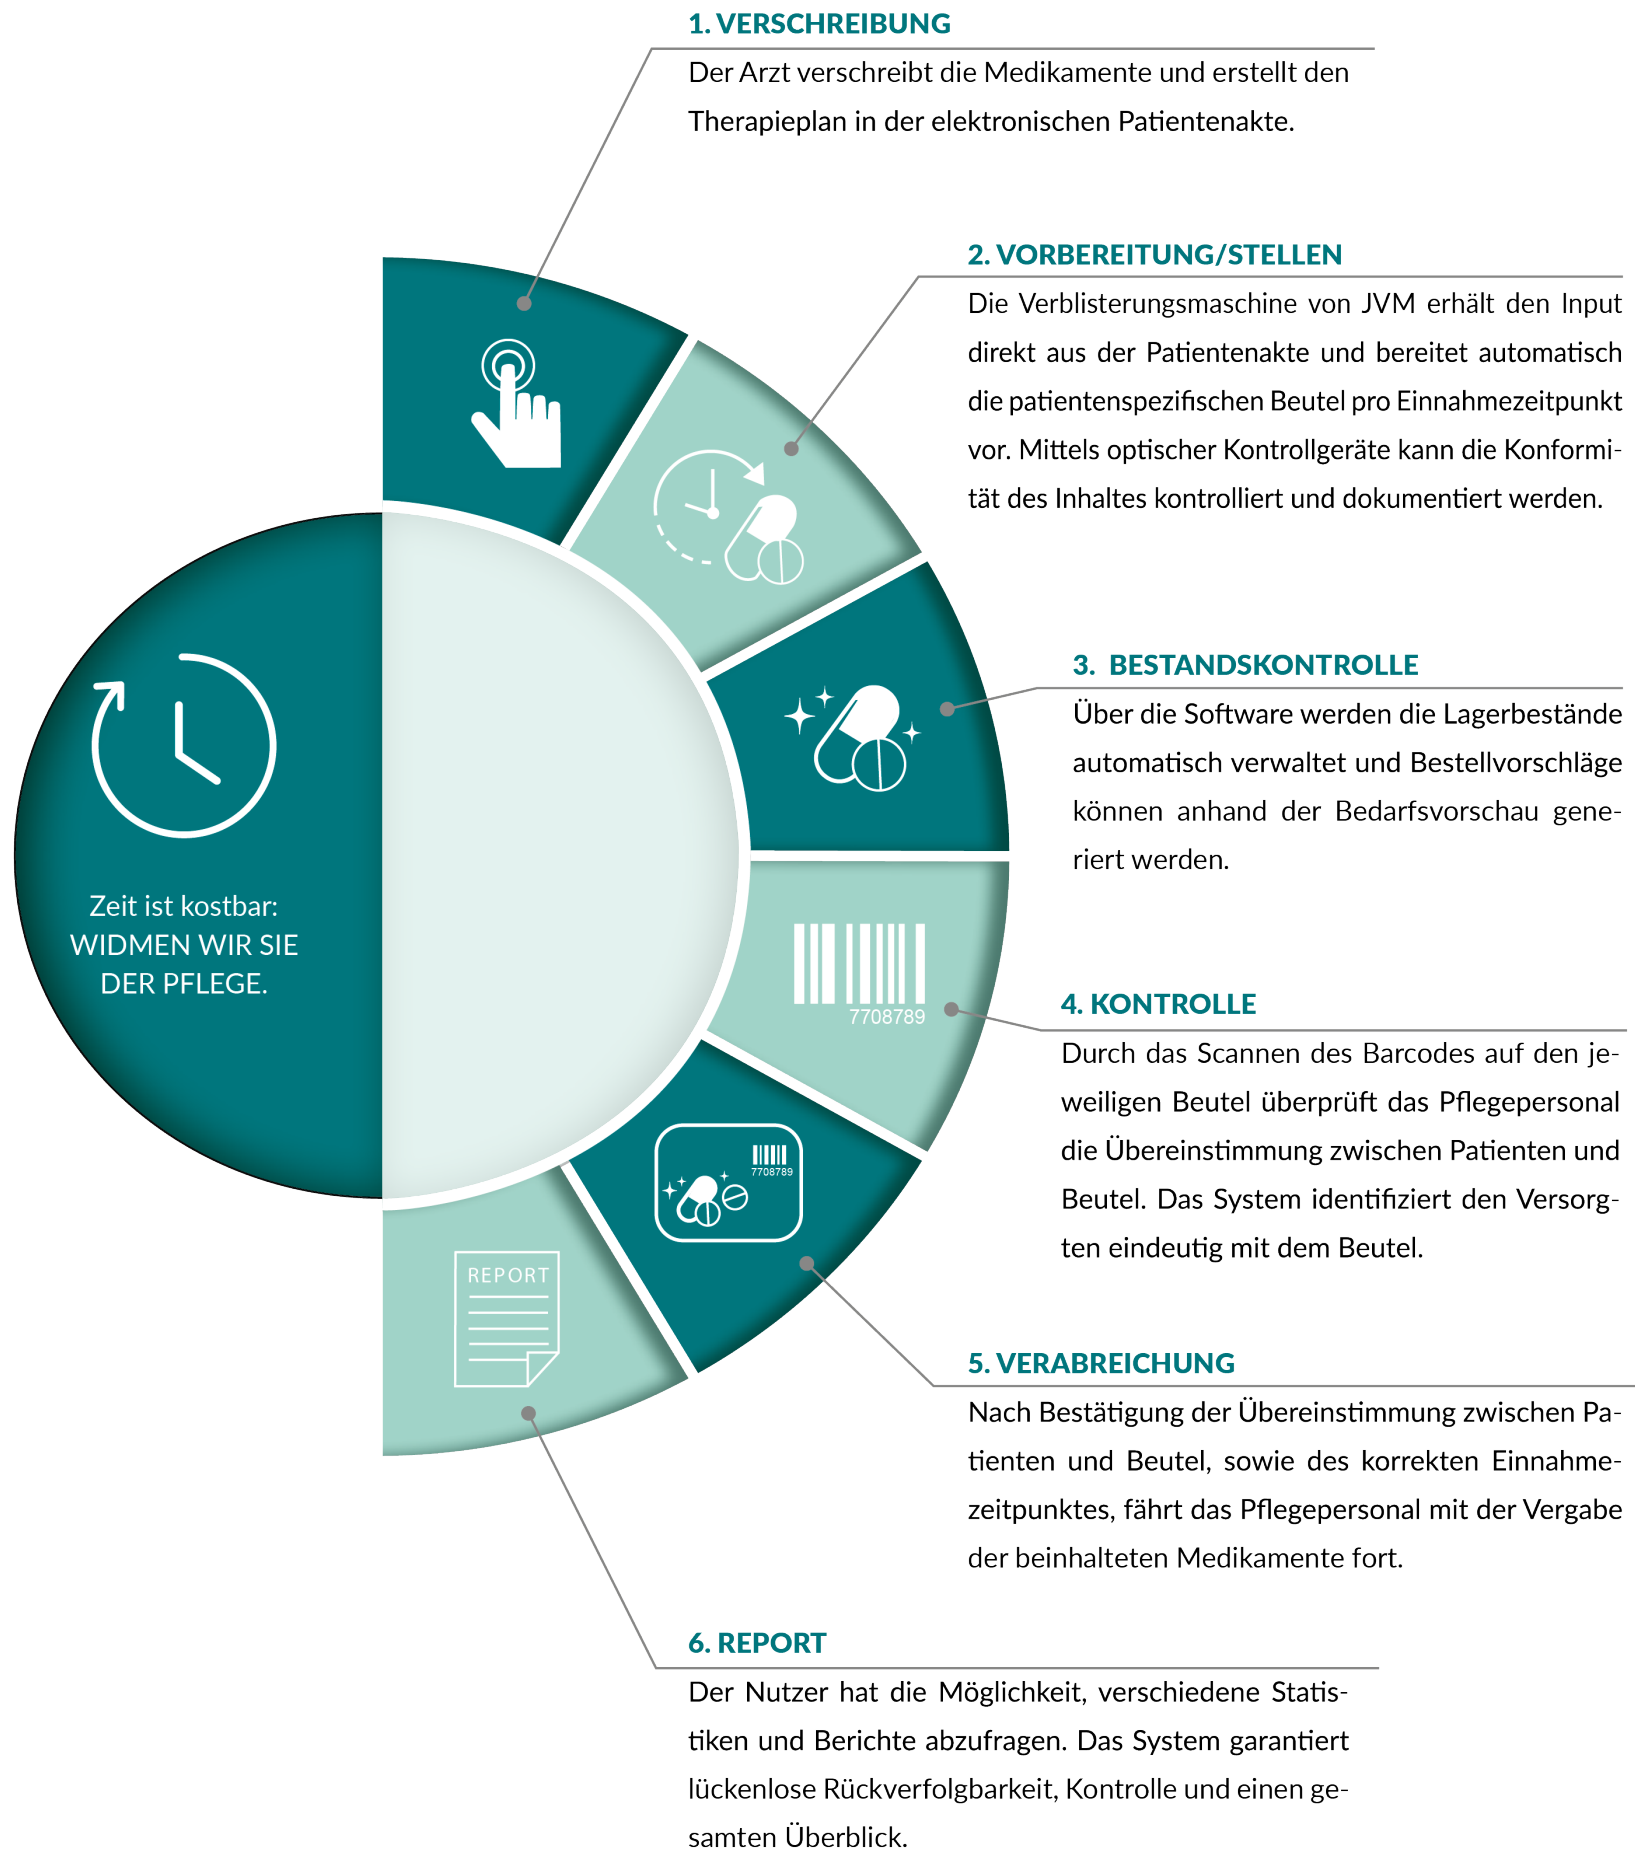 1. VERSCHREIBUNG
Der Arzt verschreibt die Medikamente und erstellt den
Therapieplan in der elektronischen Patientenakte.
2. VORBEREITUNG/STELLEN
Die Verblisterungsmaschine von JVM erhält den Input
direkt aus der Patientenakte und bereitet automatisch
die patientenspezifischen Beutel pro Einnahmezeitpunkt
vor. Mittels optischer Kontrollgeräte kann die Konformi-
tät des Inhaltes kontrolliert und dokumentiert werden.
3. BESTANDSKONTROLLE
Über die Software werden die Lagerbestände
automatisch verwaltet und Bestellvorschläge
können anhand der Bedarfsvorschau gene-
riert werden.
Zeit ist kostbar:
WIDMEN WIR SIE
DER PFLEGE.
7708789
4. KONTROLLE
Durch das Scannen des Barcodes auf den je-
weiligen Beutel überprüft das Pflegepersonal
die Übereinstimmung zwischen Patienten und
Beutel. Das System identifiziert den Versorg-
ten eindeutig mit dem Beutel.
7708789
5. VERABREICHUNG
Nach Bestätigung der Übereinstimmung zwischen Pa-
tienten und Beutel, sowie des korrekten Einnahme-
zeitpunktes, fährt das Pflegepersonal mit der Vergabe
der beinhalteten Medikamente fort.
REPORT
6. REPORT
Der Nutzer hat die Möglichkeit, verschiedene Statis-
tiken und Berichte abzufragen. Das System garantiert
lückenlose Rückverfolgbarkeit, Kontrolle und einen ge-
samten Überblick.